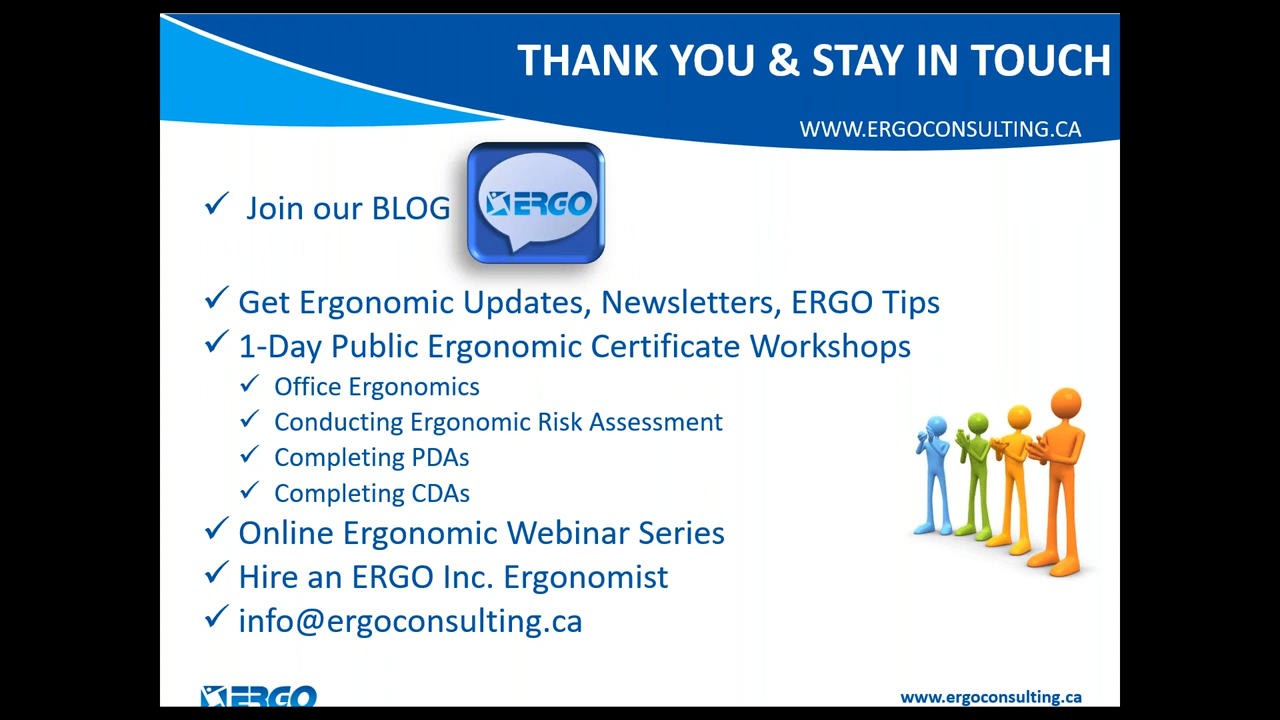 THANK YOU & STAY IN TOUCH
WWW.ERGOCONSULTING.CA
Join our BLOG
ERGO
Get Ergonomic Updates, Newsletters, ERGO Tips
1-Day Public Ergonomic Certificate Workshops
Office Ergonomics
Conducting Ergonomic Risk Assessment
Completing PDAs
Completing CDAs
Online Ergonomic Webinar Series
Hire an ERGO Inc. Ergonomist
info@ergoconsulting.ca
ERGO
www.ergoconsulting.ca